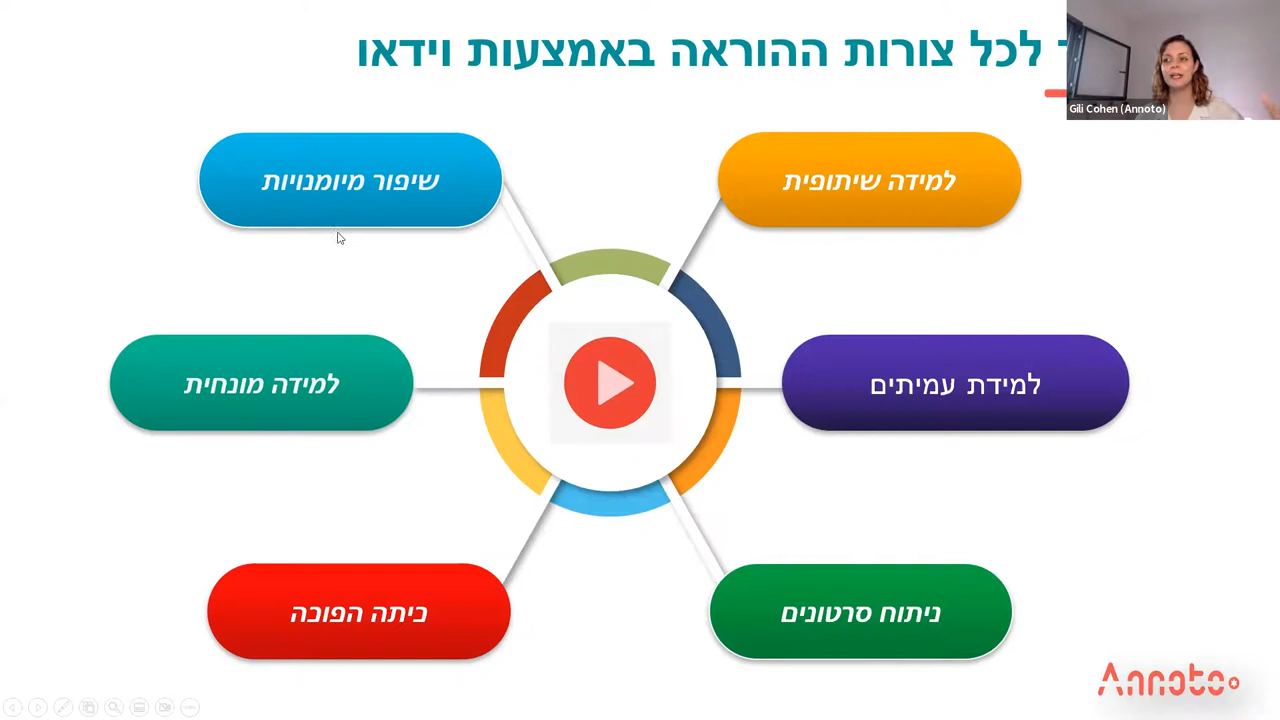 לכל צורות ההוראה באמצעות וידאו
Gili Cohen (Annoto)
למידה שיתופית
שיפור מיומנויות
למידת עמיתים
למידה מונחית
ניתוח סרטונים
כיתה הפוכה
Annoto